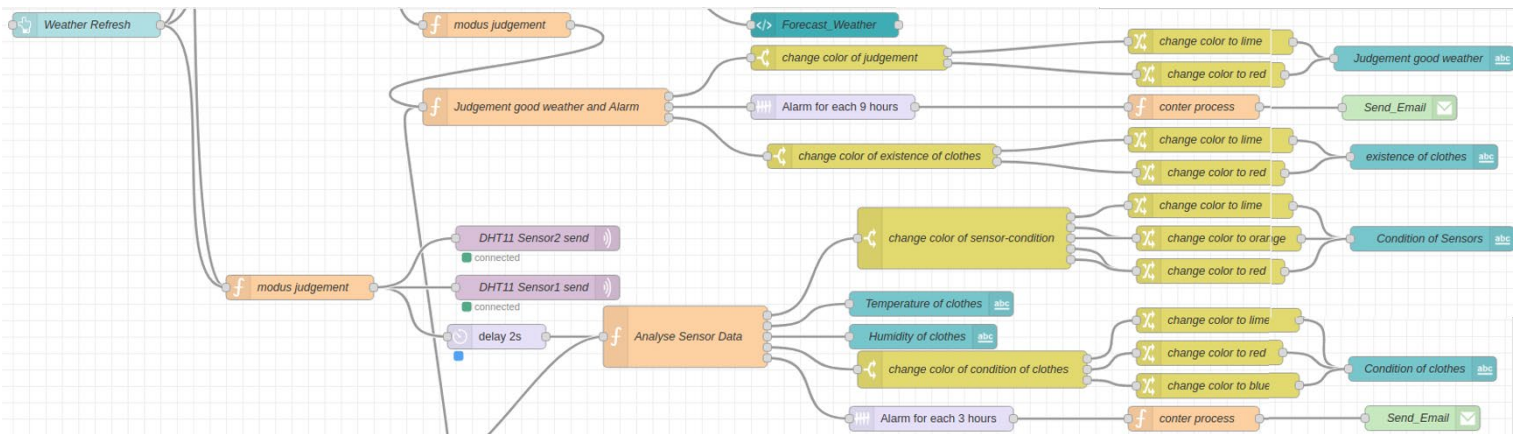 Weather Refresh
modus judgement
Forecast_Weather
change color to lime
change color of judgement
Judgement good weather
abc
change color to red
Judgement good weather and Alarm
Alarm for each 9 hours
conter process
Send_Email
change color to lime
change color of existence of clothes
existence of clothes
abc
change color to red
change color to lime
DHT11 Sensor2 send
connected
change color of sensor-condition
change color to orange
Condition of Sensors
abc
change color to red
modus judgement
DHT11 Sensor1 send
connected
Temperature of clothes
abc
change color to lime
delay 2s
Analyse Sensor Data
Humidity of clothes
abc
change color to red
change color of condition of clothes
Condition of clothes
abc
change color to blue
Alarm for each 3 hours
conter process
Send_Email